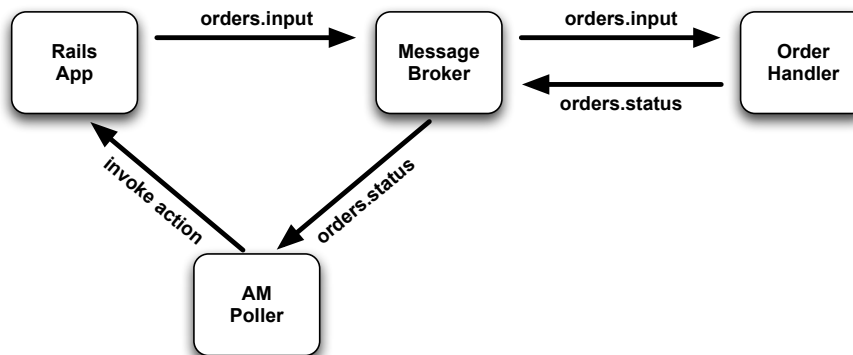 orders.input
orders.input
Rails
App
Message
Broker
Order
Handler
orders.status
invoke action
orders.status
AM
Poller